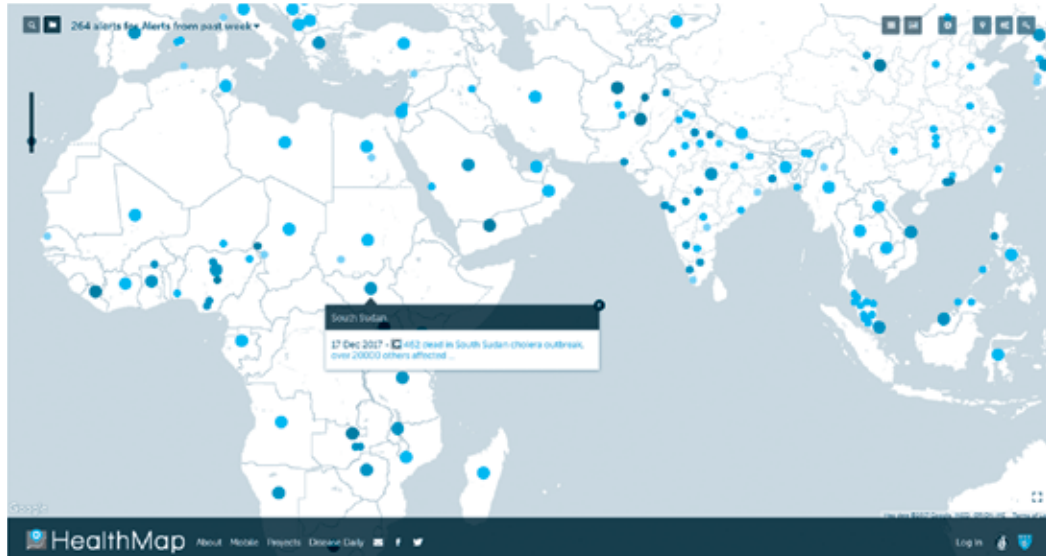 264 alerts for Alerts from past week
South Sudan
17 Dec 2017 - 462 dead in South Sudan cholera outbreak,
over 20000 others affected ...
Google
HealthMap About Mobile Projects Disease Daily Log in